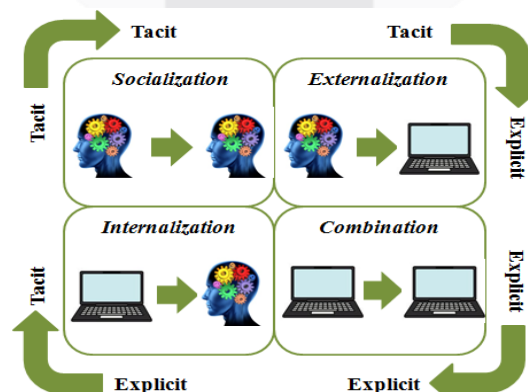 Tacit
Tacit
Socialization
Externalization
Tacit
Explicit
Internalization
Combination
Tacit
Explicit
Explicit
Explicit